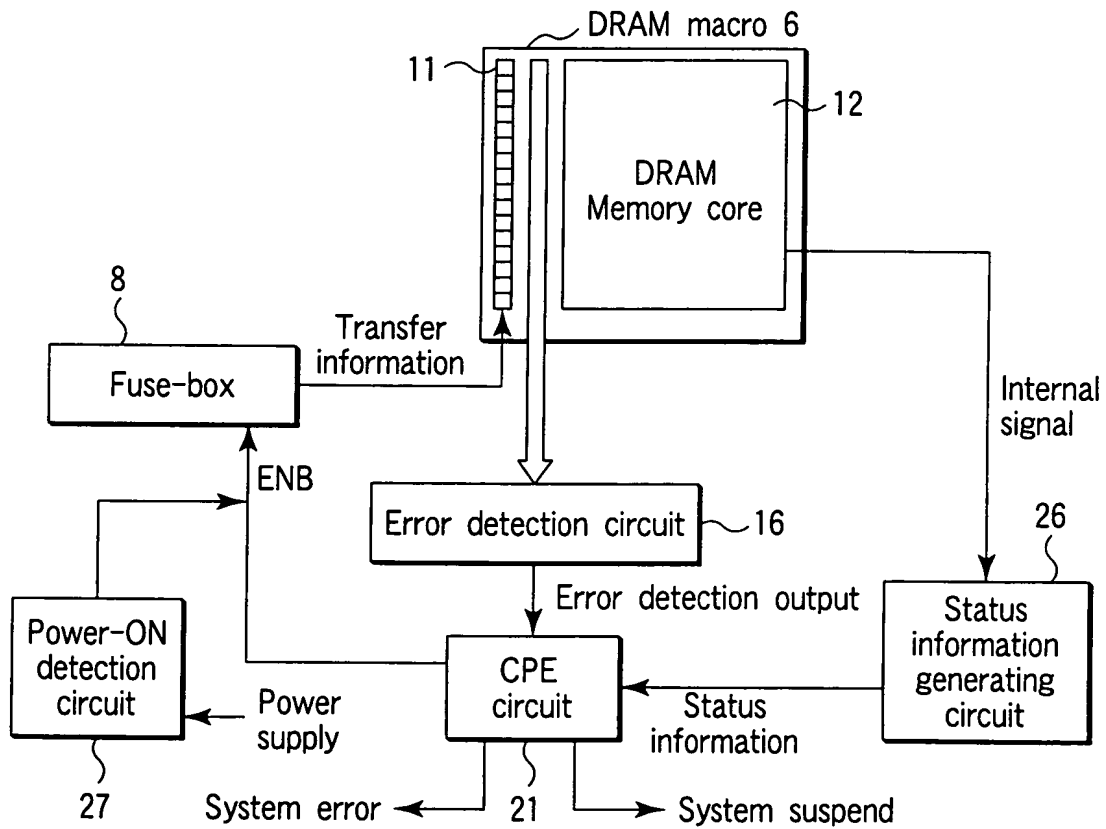 DRAM macro 6
11
12
DRAM
Memory core
8
Transfer
information
Fuse-box
Internal
signal
ENB
Error detection circuit
16
26
Error detection output
Power-ON
detection
circuit
Status
information
generating
circuit
CPE
circuit
Power
supply
Status
information
27
System error
21
System suspend